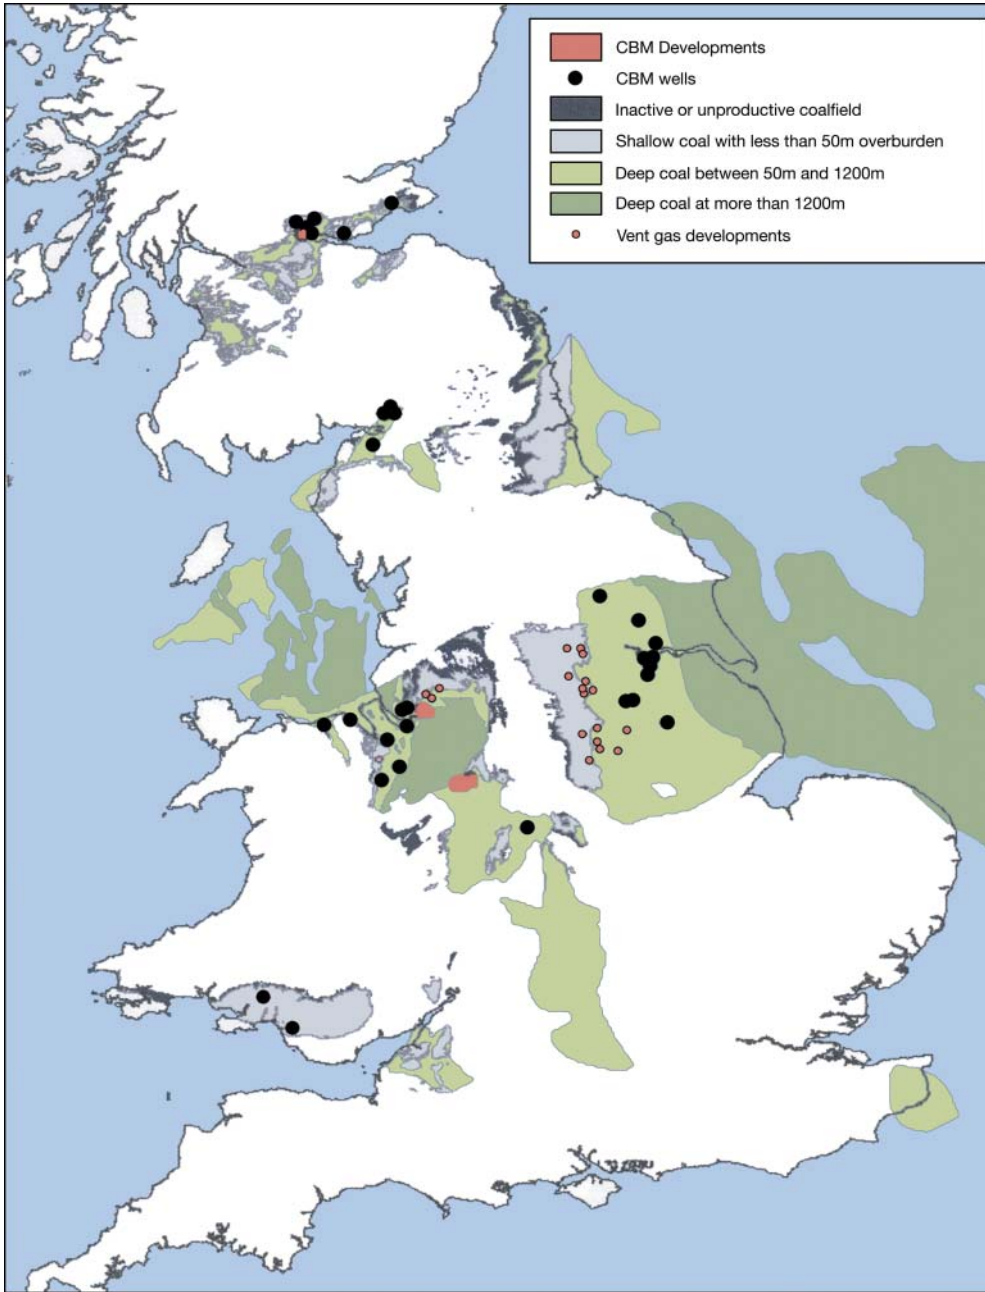 CBM Developments
CBM wells
Inactive or unproductive coalfield
Shallow coal with less than 50m overburden
Deep coal between 50m and 1200m
Deep coal at more than 1200m
Vent gas developments